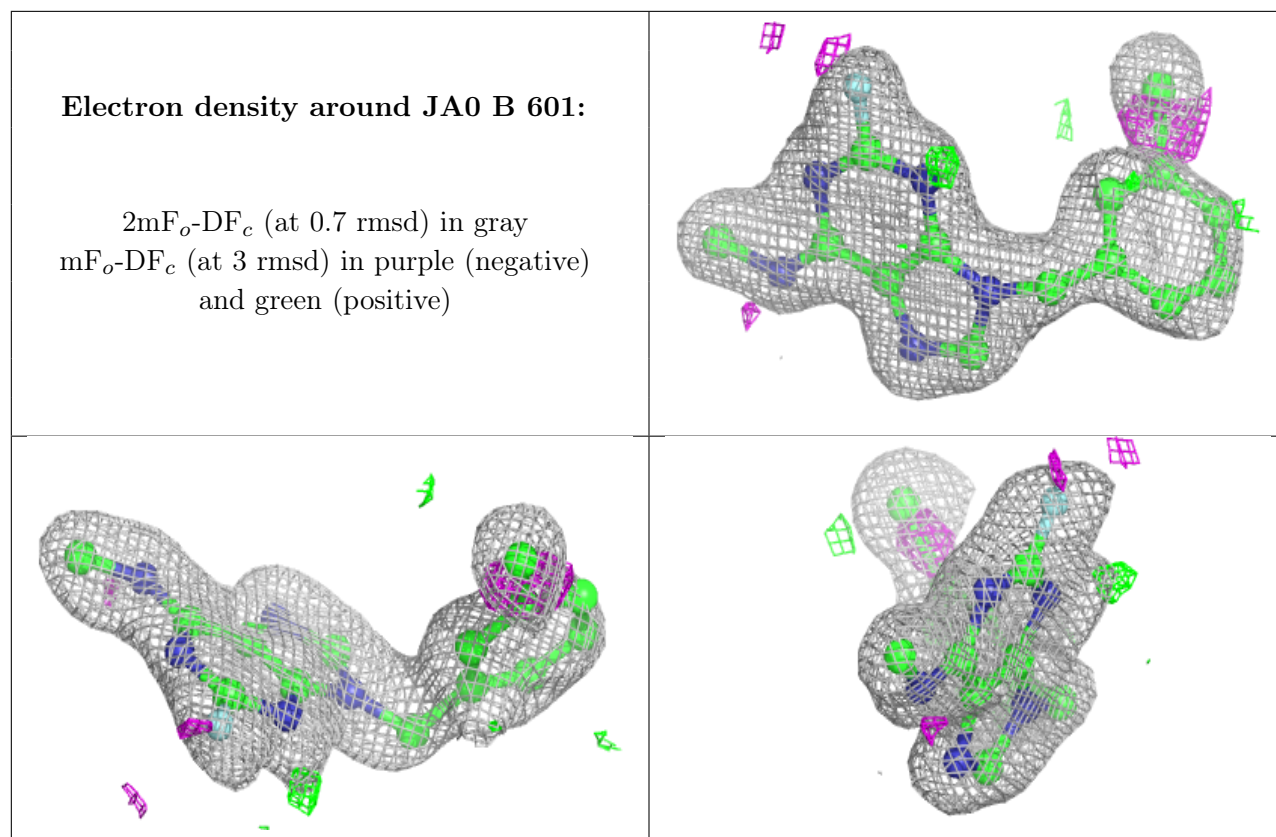 Electron density around JA0 B 601:
2mFₒ-DF𝒸 (at 0.7 rmsd) in gray
mFₒ-DF𝒸 (at 3 rmsd) in purple (negative)
and green (positive)